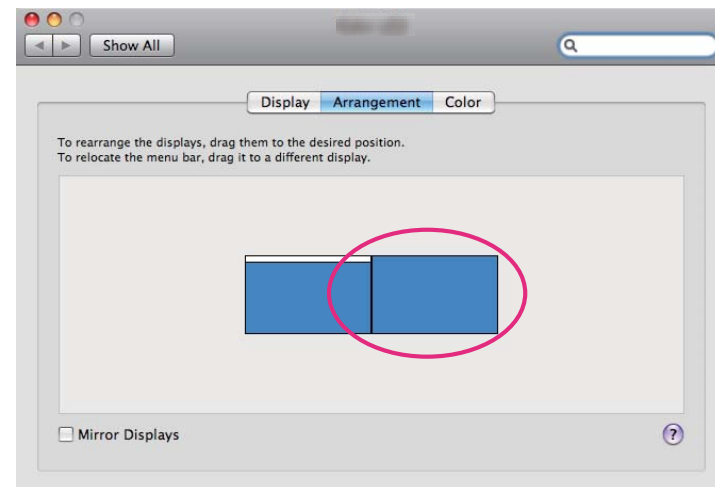 Show All
Display Arrangement Color
To rearrange the displays, drag them to the desired position.
To relocate the menu bar, drag it to a different display.
Mirror Displays
?